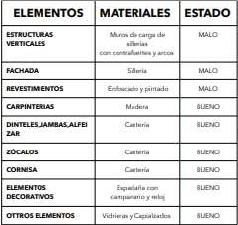 ELEMENTOS MATERIALES ESTADO
ESTRUCTURAS VERTICALES Muros de carga de sillerías con contrafuertes y arcos MALO
FACHADA Sillería MALO
REVESTIMIENTOS Enfoscado y pintado MALO
CARPINTERIAS Madera BUENO
DINTELES,JAMBAS,ALFEIZAR Cantería BUENO
ZÓCALOS Cantería BUENO
CORNISA Cantería BUENO
ELEMENTOS DECORATIVOS Espadaña con campanario y reloj BUENO
OTTROS ELEMENTOS Vidrieras y Capialzados BUENO